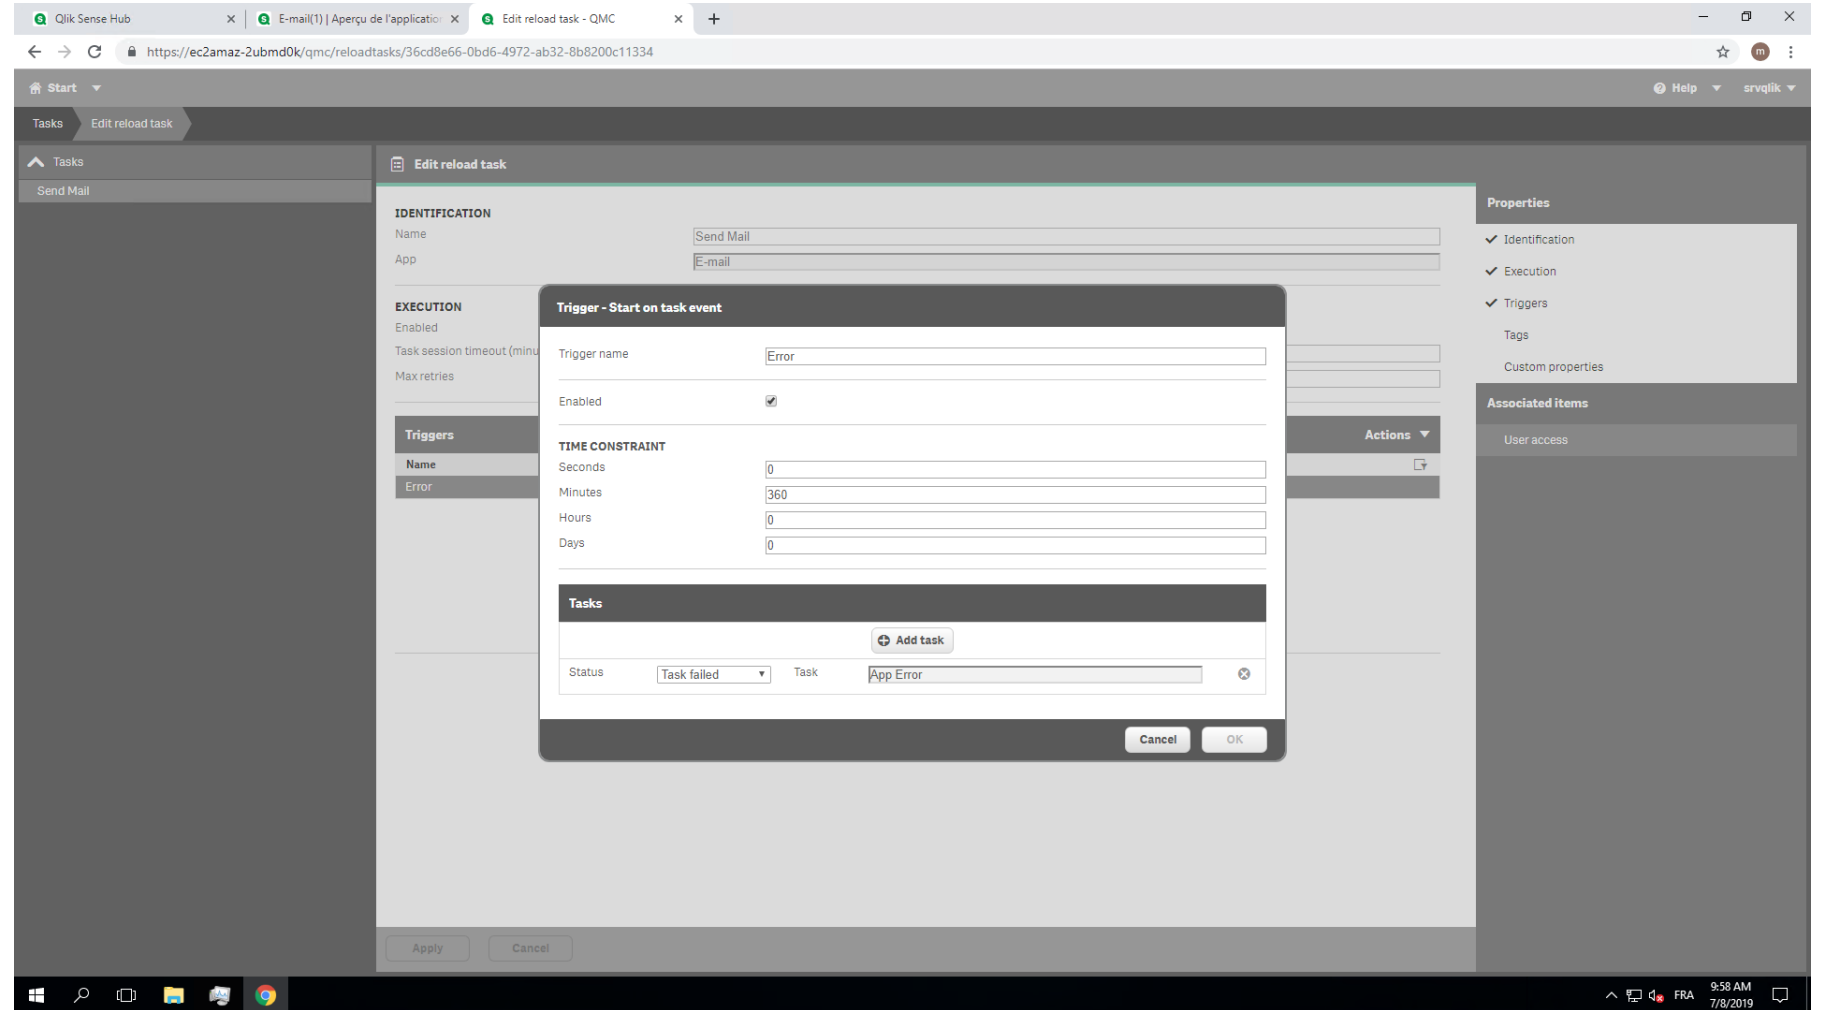 Qlik Sense Hub
E-mail(1) | Aperçu de l'application
Edit reload task - QMC
https://ec2amaz-2ubmd0k/qmc/reloadtasks/36cd8e66-0bd6-4972-ab32-8b8200c11334
m
Start
Help
srvqlik
Tasks
Edit reload task
Tasks
Send Mail
Edit reload task
IDENTIFICATION
Name
Send Mail
App
E-mail
EXECUTION
Enabled
Task session timeout (minu
Max retries
Triggers
Actions
Name
Error
Trigger - Start on task event
Trigger name
Error
Enabled
TIME CONSTRAINT
Seconds
0
Minutes
360
Hours
0
Days
0
Tasks
Add task
Status
Task failed
Task
App Error
Cancel
OK
Apply
Cancel
Properties
Identification
Execution
Triggers
Tags
Custom properties
Associated items
User access
FRA
9:58 AM
7/8/2019